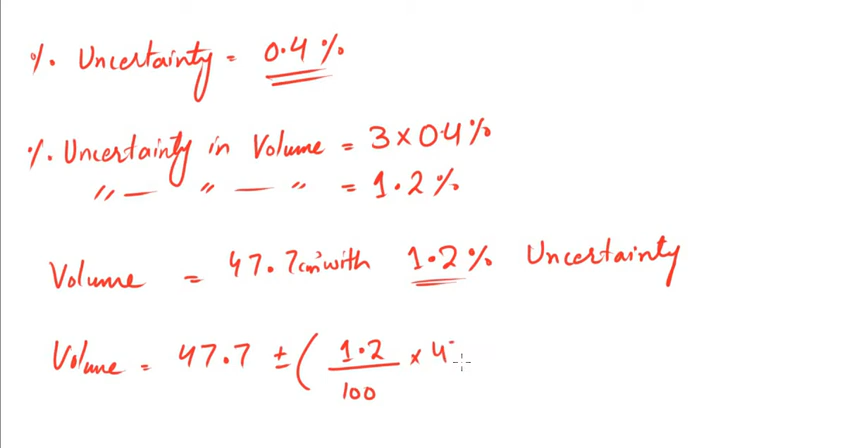 %. Uncertainty = 0.4%
%. Uncertainty in Volume = 3 × 0.4%
"— " — " = 1.2%
Volume = 47.7cm³ with 1.2% Uncertainty
Volume = 47.7 ± ( 1.2 / 100 × 4